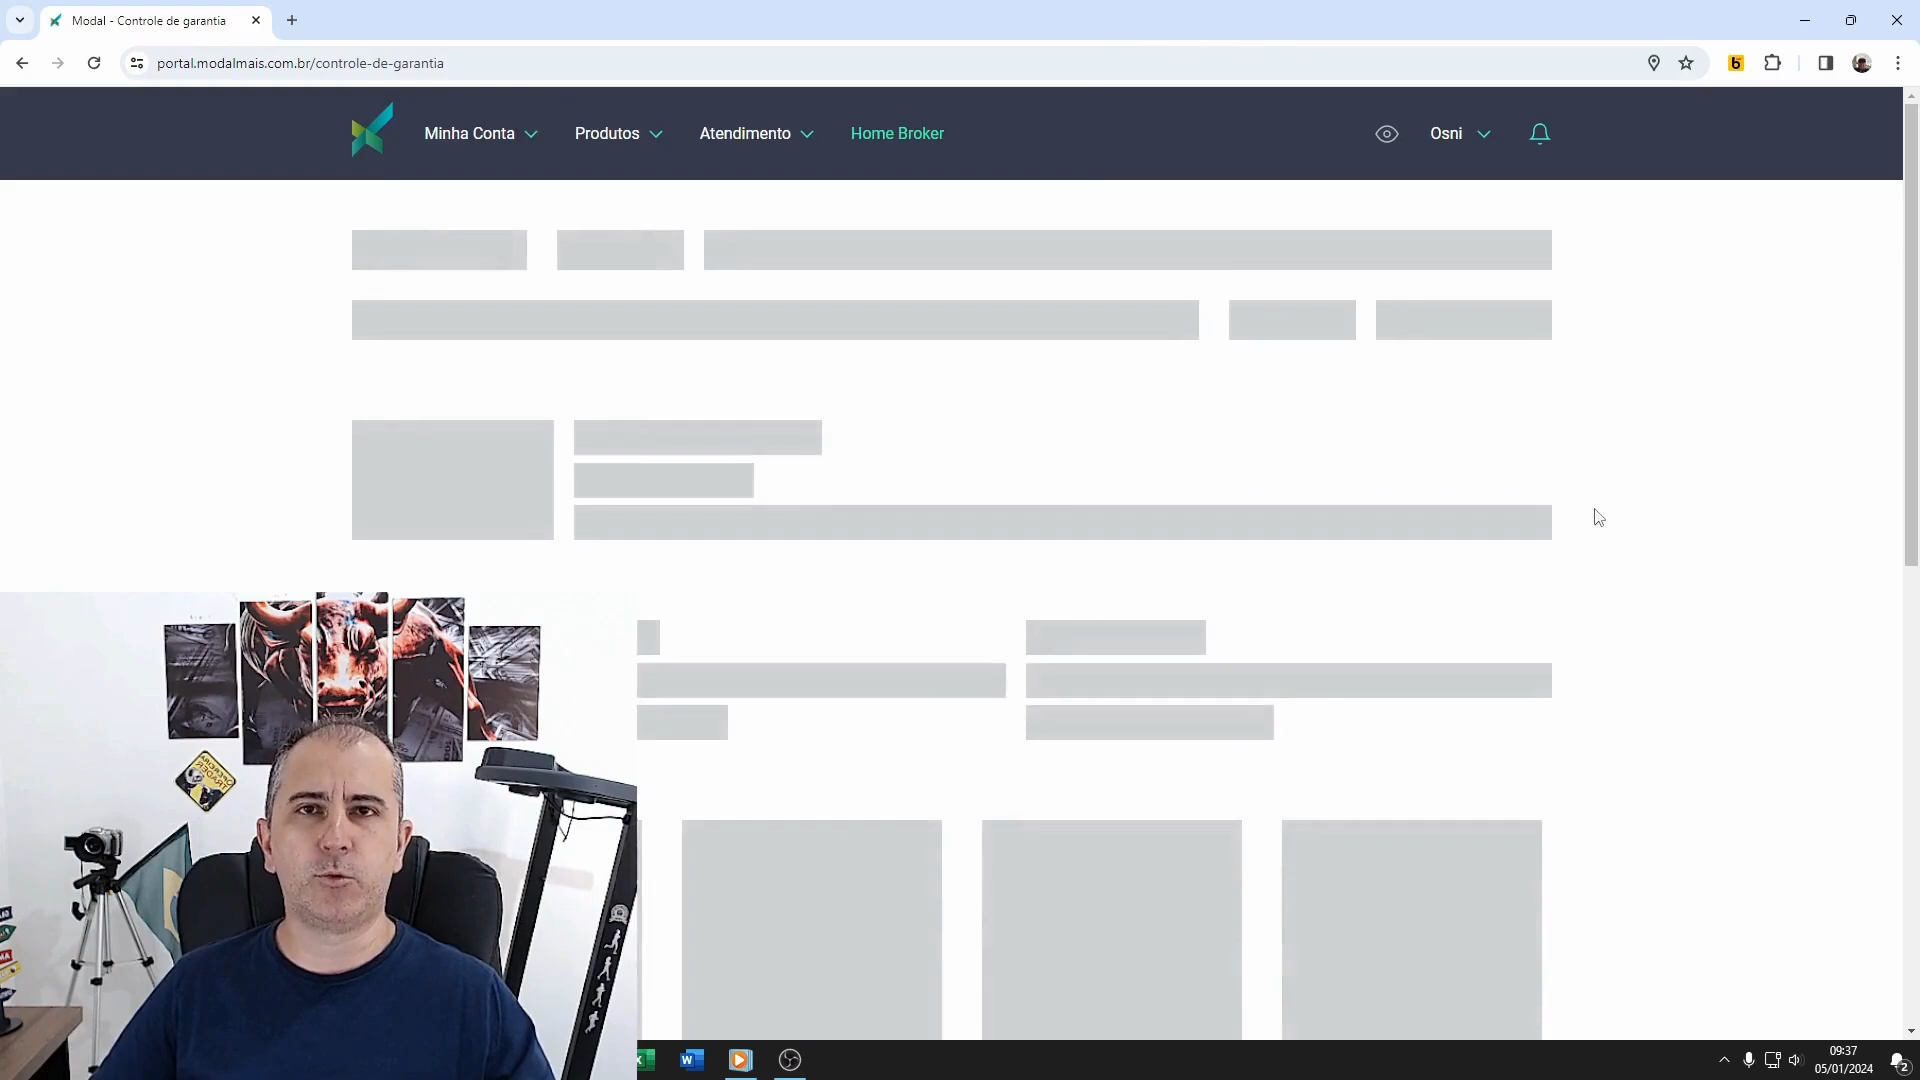 Modal - Controle de garantia
portal.modalmais.com.br/controle-de-garantia
Minha Conta
Produtos
Atendimento
Home Broker
Osni
09:37
05/01/2024
2